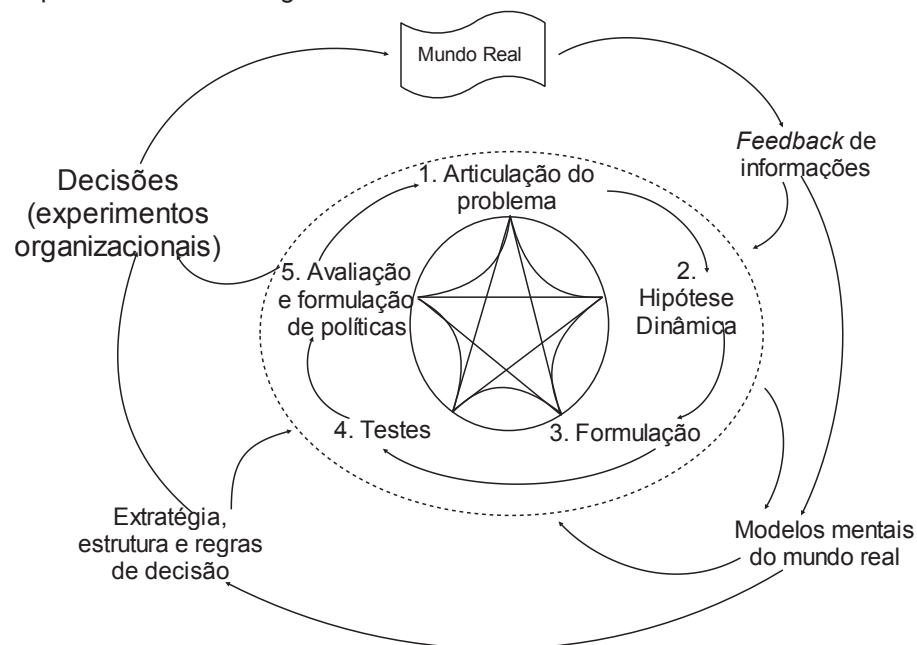 Mundo Real
Feedback de
informações
Decisões
(experimentos
organizacionais)
1. Articulação do
problema
2.
Hipótese
Dinâmica
3. Formulação
4. Testes
5. Avaliação
e formulação
de políticas
Modelos mentais
do mundo real
Extratégia,
estrutura e regras
de decisão